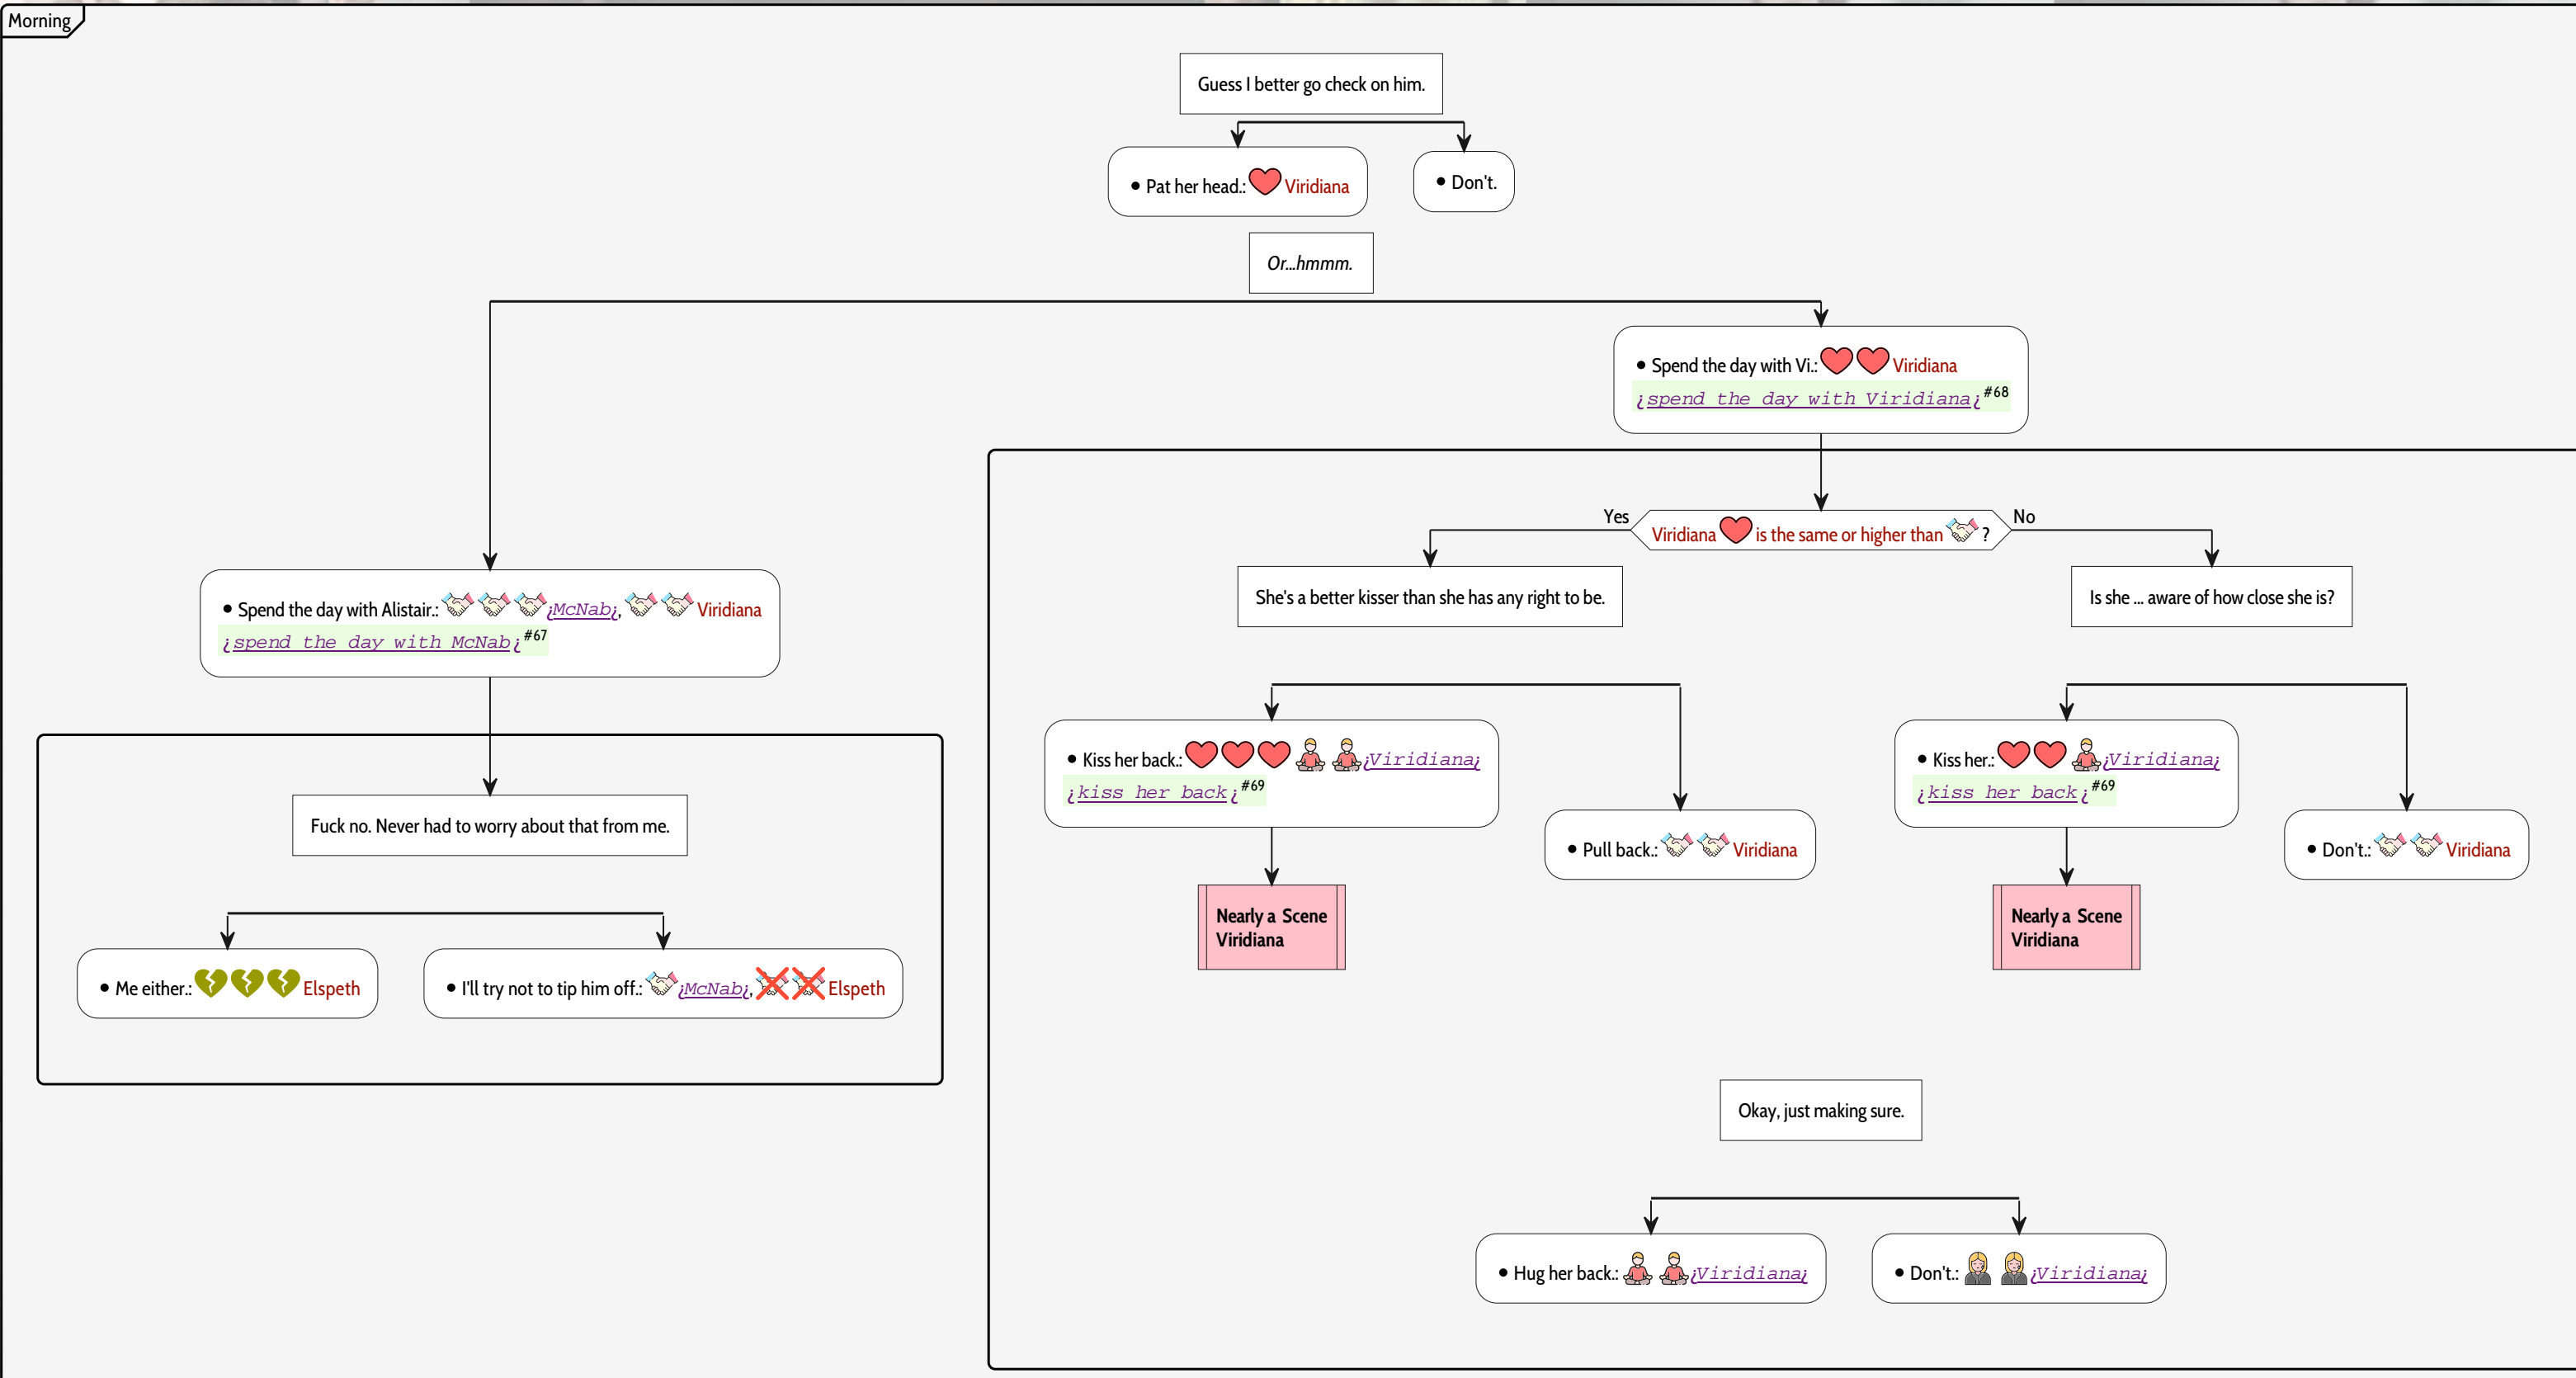 Morning
Guess I better go check on him.
• Pat her head.: Viridiana
• Don't.
Or...hmmm.
• Spend the day with Vi.: Viridiana
¿spend the day with Viridiana¿ #68
• Spend the day with Alistair.: ¿McNab¿, Viridiana
¿spend the day with McNab¿ #67
Fuck no. Never had to worry about that from me.
• Me either.: Elspeth
• I'll try not to tip him off.: ¿McNab¿, Elspeth
Yes
Viridiana is the same or higher than ?
No
She's a better kisser than she has any right to be.
Is she ... aware of how close she is?
• Kiss her back.: ¿Viridiana¿
¿kiss her back¿ #69
• Pull back.: Viridiana
Nearly a Scene
Viridiana
• Kiss her.: ¿Viridiana¿
¿kiss her back¿ #69
• Don't.: Viridiana
Nearly a Scene
Viridiana
Okay, just making sure.
• Hug her back.: ¿Viridiana¿
• Don't.: ¿Viridiana¿